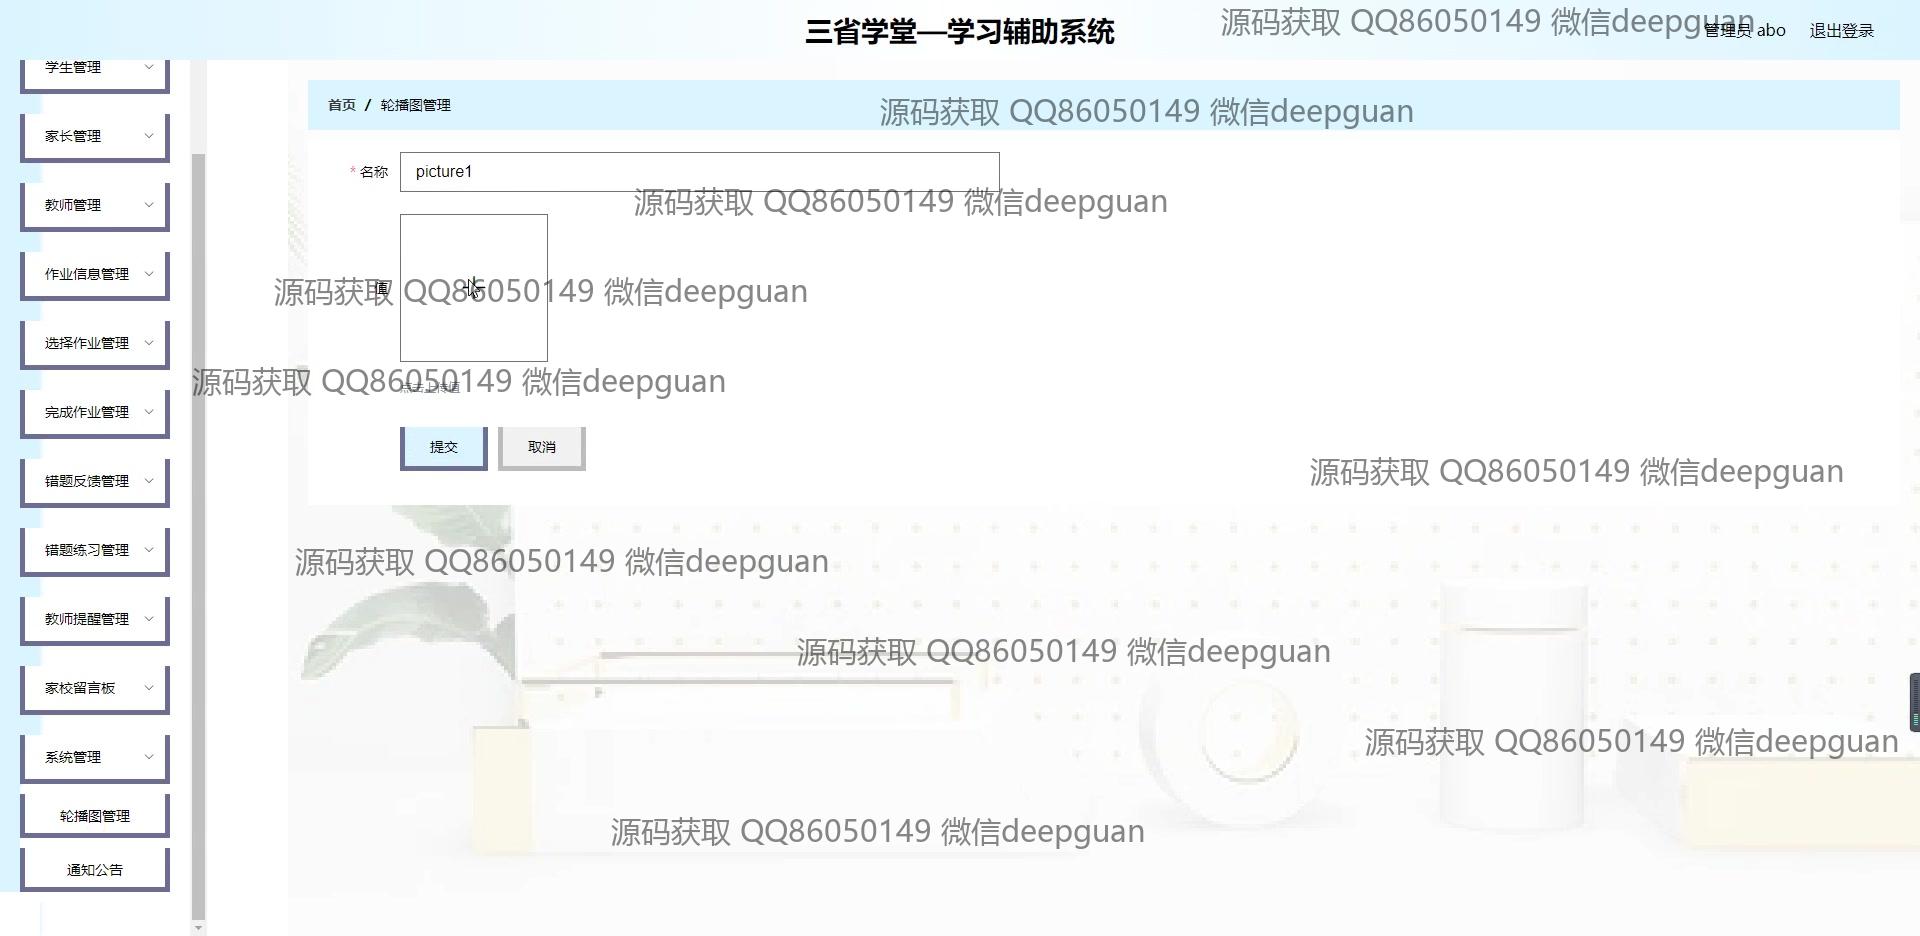 三省学堂—学习辅助系统
源码获取 QQ86050149 微信deepguan
管理员 abo
退出登录
学生管理
首页 / 轮播图管理
源码获取 QQ86050149 微信deepguan
家长管理
* 名称
picture1
教师管理
源码获取 QQ86050149 微信deepguan
作业信息管理
值
源码获取 QQ86050149 微信deepguan
选择作业管理
源码获取 QQ86050149 微信deepguan
点击上传值
完成作业管理
提交
取消
源码获取 QQ86050149 微信deepguan
错题反馈管理
错题练习管理
源码获取 QQ86050149 微信deepguan
教师提醒管理
源码获取 QQ86050149 微信deepguan
家校留言板
系统管理
源码获取 QQ86050149 微信deepguan
轮播图管理
源码获取 QQ86050149 微信deepguan
通知公告